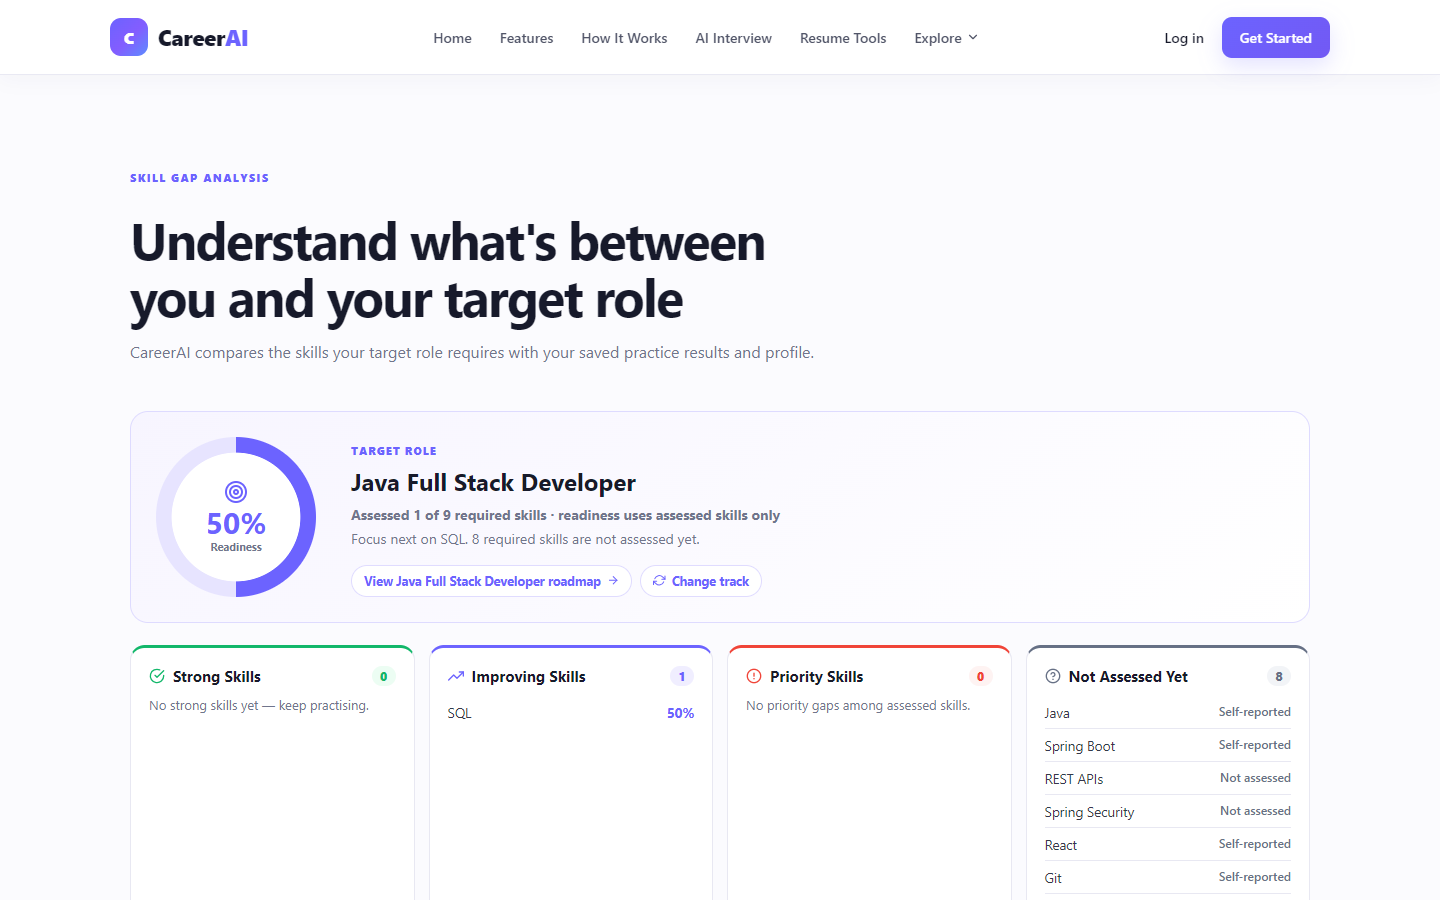 C CareerAI
Home Features How It Works AI Interview Resume Tools Explore
Log in Get Started
SKILL GAP ANALYSIS
Understand what's between
you and your target role
CareerAI compares the skills your target role requires with your saved practice results and profile.
50%
Readiness
TARGET ROLE
Java Full Stack Developer
Assessed 1 of 9 required skills · readiness uses assessed skills only
Focus next on SQL. 8 required skills are not assessed yet.
View Java Full Stack Developer roadmap → Change track
Strong Skills 0
No strong skills yet — keep practising.
Improving Skills 1
SQL 50%
Priority Skills 0
No priority gaps among assessed skills.
Not Assessed Yet 8
Java Self-reported
Spring Boot Self-reported
REST APIs Not assessed
Spring Security Not assessed
React Self-reported
Git Self-reported